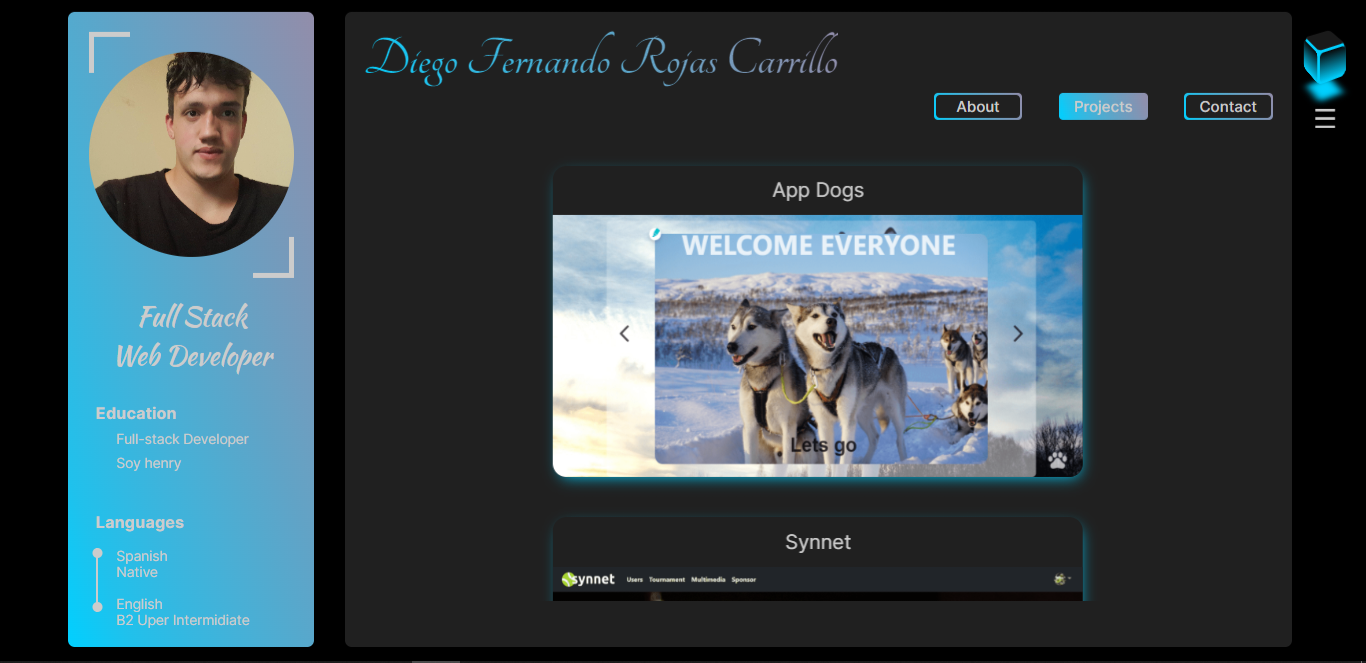 Diego Fernando Rojas Carrillo
About
Projects
Contact
Full Stack
Web Developer
Education
Full-stack Developer
Soy henry
Languages
Spanish
Native
English
B2 Uper Intermidiate
App Dogs
WELCOME EVERYONE
Lets go
Synnet
synnet Users Tournament Multimedia Sponsor